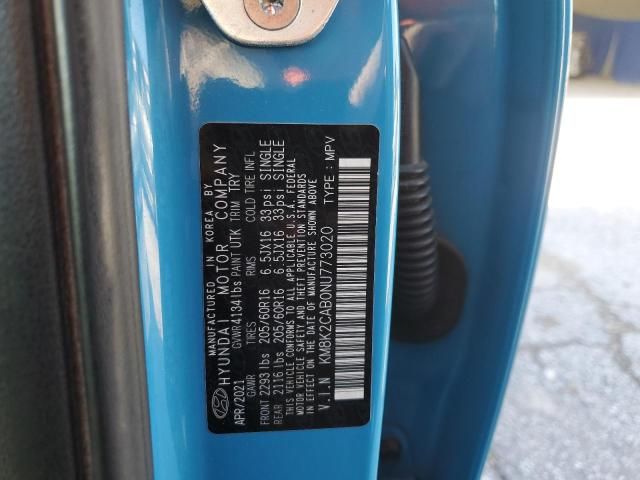 MANUFACTURED IN KOREA BY
HYUNDAI MOTOR COMPANY
APR/2021 GVWR 4134 lbs PAINT UTK TRIM TRY
GAWR TIRES RIMS COLD TIRE INFL
FRONT 2293 lbs 205/60R16 6.5JX16 33psi SINGLE
REAR 2116 lbs 205/60R16 6.5JX16 33psi SINGLE
THIS VEHICLE CONFORMS TO ALL APPLICABLE U.S.A. FEDERAL
MOTOR VEHICLE SAFETY AND THEFT PREVENTION STANDARDS
IN EFFECT ON THE DATE OF MANUFACTURE SHOWN ABOVE
V.I.N KM8K2CAB0NU773020 TYPE : MPV